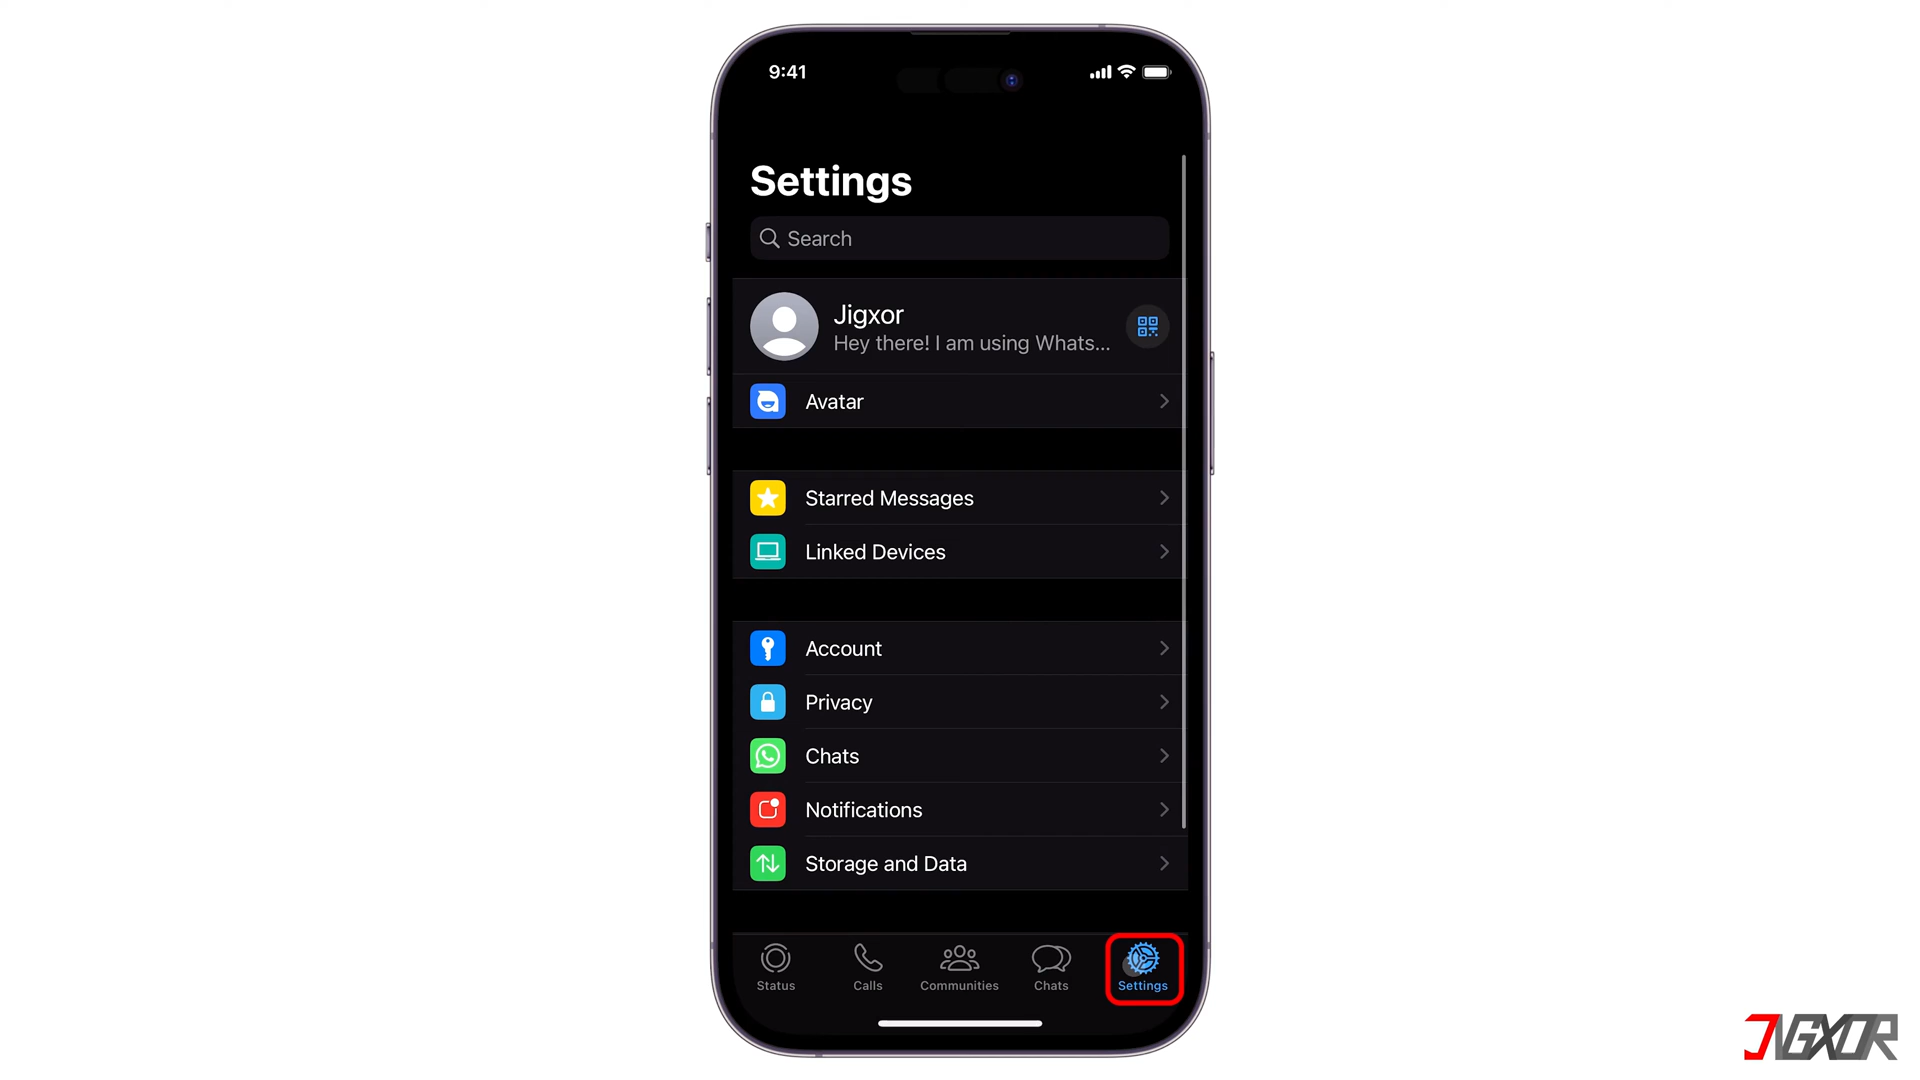 9:41
Settings
Search
Jigxor
Hey there! I am using Whats...
Avatar
Starred Messages
Linked Devices
Account
Privacy
Chats
Notifications
Storage and Data
Status
Calls
Communities
Chats
Settings
JIGXOR